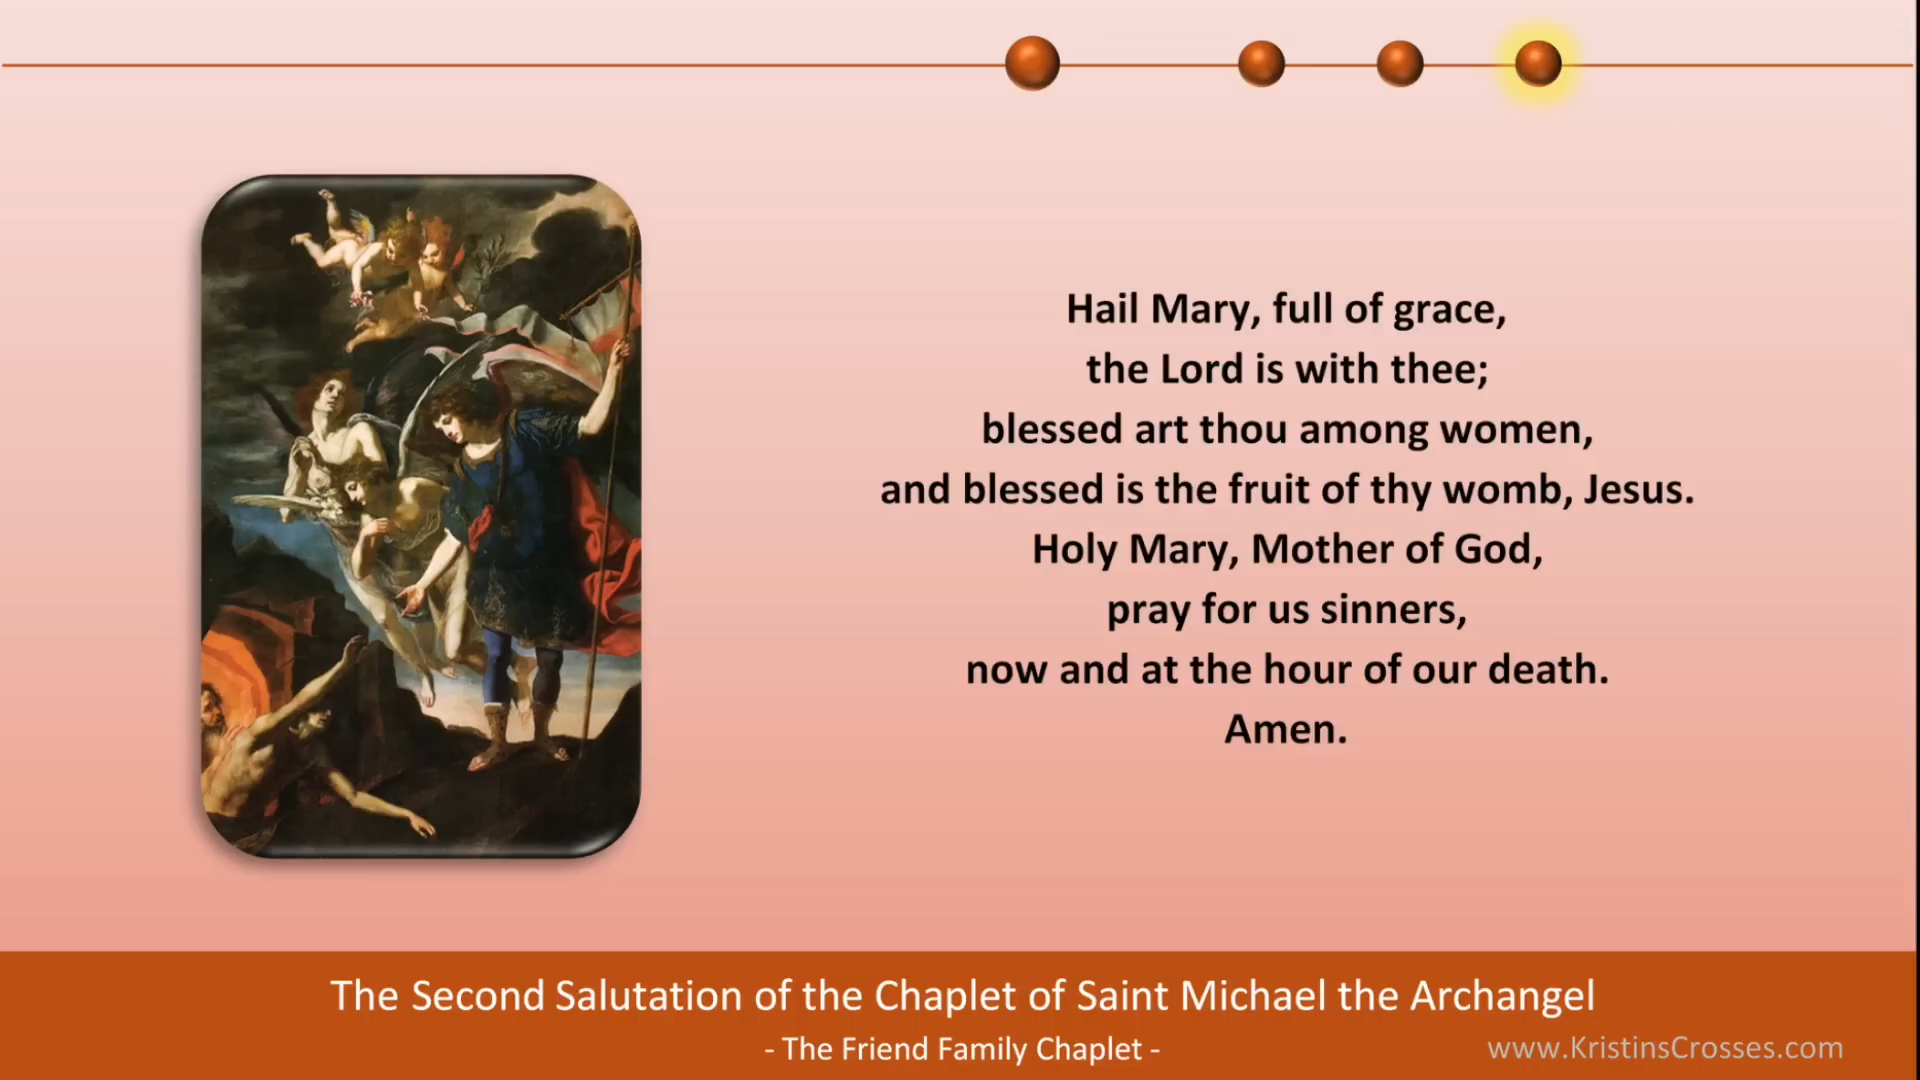 Hail Mary, full of grace,
the Lord is with thee;
blessed art thou among women,
and blessed is the fruit of thy womb, Jesus.
Holy Mary, Mother of God,
pray for us sinners,
now and at the hour of our death.
Amen.
The Second Salutation of the Chaplet of Saint Michael the Archangel
- The Friend Family Chaplet -
www.KristinsCrosses.com